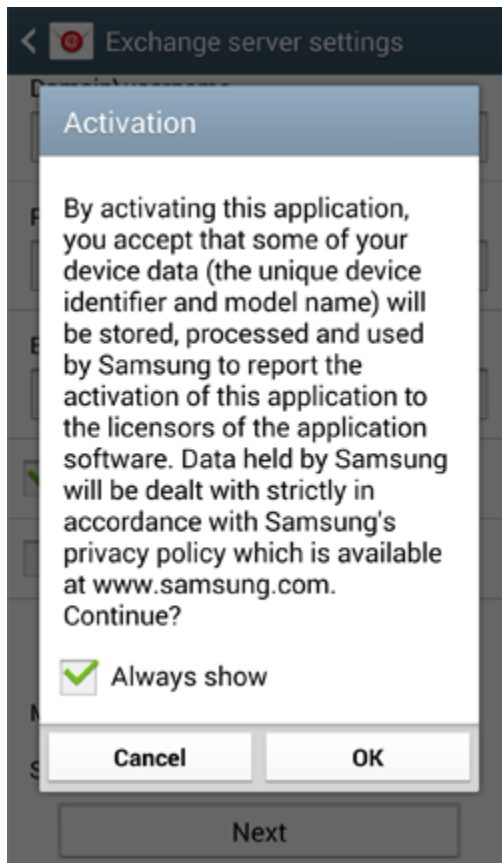 Exchange server settings
Domain\username
Activation
By activating this application,
you accept that some of your
device data (the unique device
identifier and model name) will
be stored, processed and used
by Samsung to report the
activation of this application to
the licensors of the application
software. Data held by Samsung
will be dealt with strictly in
accordance with Samsung's
privacy policy which is available
at www.samsung.com.
Continue?
Always show
Cancel
OK
Next